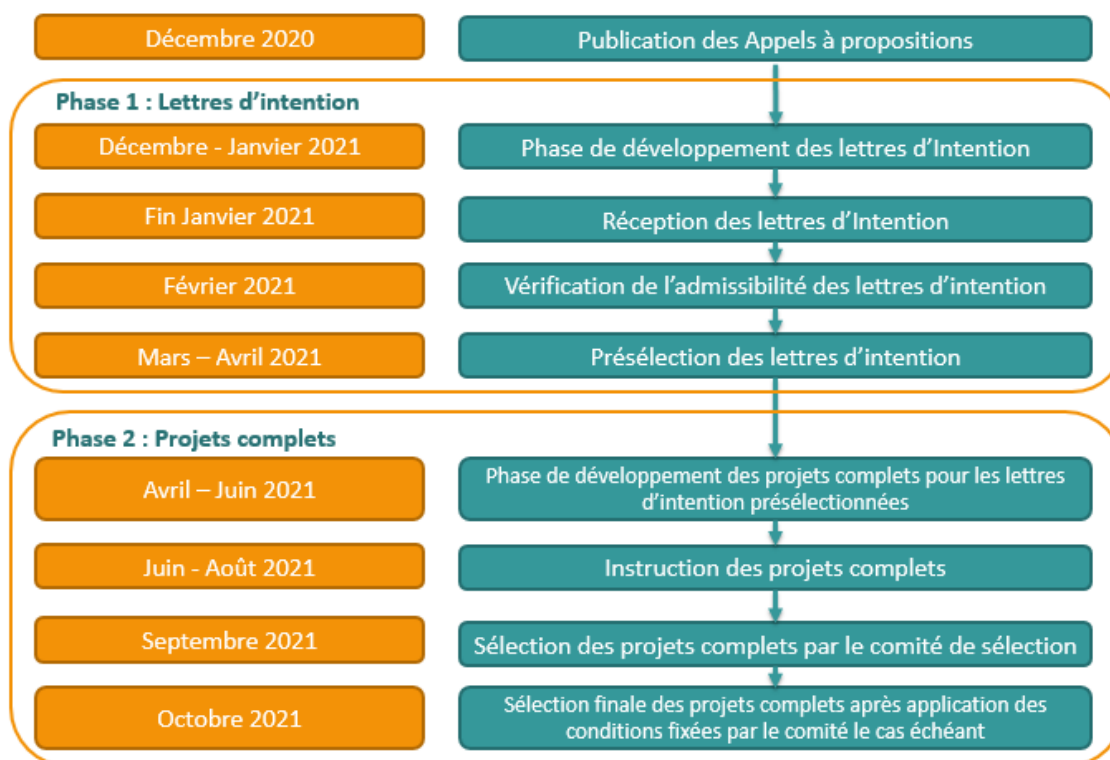 Décembre 2020
Publication des Appels à propositions
Phase 1 : Lettres d’intention
Décembre - Janvier 2021
Phase de développement des lettres d’Intention
Fin Janvier 2021
Réception des lettres d’Intention
Février 2021
Vérification de l’admissibilité des lettres d’intention
Mars – Avril 2021
Présélection des lettres d’intention
Phase 2 : Projets complets
Avril – Juin 2021
Phase de développement des projets complets pour les lettres
d’intention présélectionnées
Juin - Août 2021
Instruction des projets complets
Septembre 2021
Sélection des projets complets par le comité de sélection
Octobre 2021
Sélection finale des projets complets après application des
conditions fixées par le comité le cas échéant